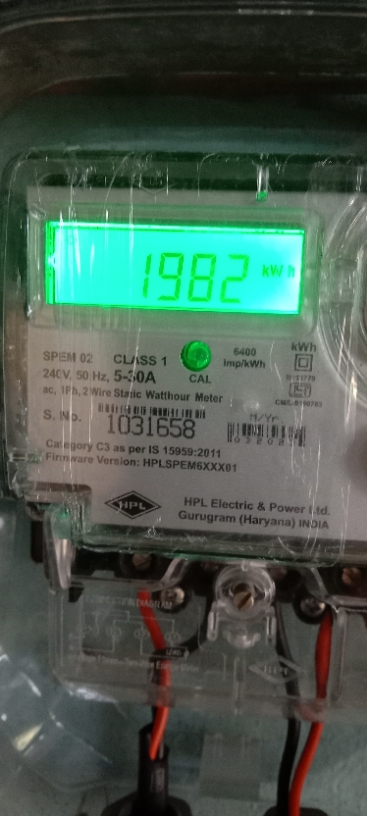 1982 kWh
SPEM 02 CLASS 1 6400 imp/kWh kWh
240V, 50 Hz, 5-30A CAL
ac, 1Ph, 2 Wire Static Watthour Meter
S. No. 1031658 M/Yr
Category C3 as per IS 15959:2011
Firmware Version: HPLSPEM6XXX01
HPL HPL Electric & Power Ltd.
Gurugram (Haryana) INDIA
HPL